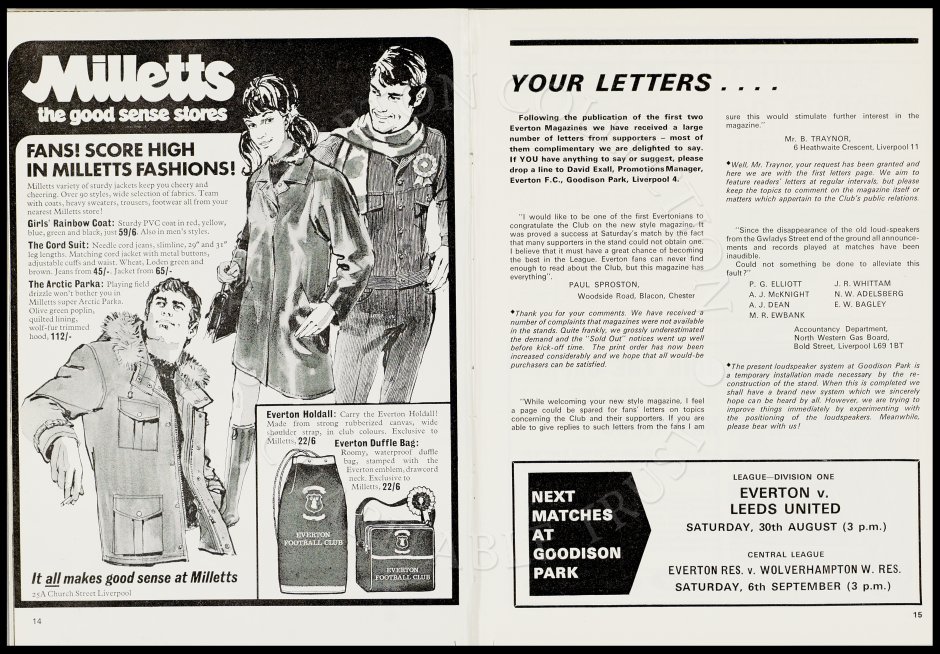 Milletts
the good sense stores
FANS! SCORE HIGH
IN MILLETTS FASHIONS!
Milletts variety of sturdy jackets keep you cheery and
cheering. Over 90 styles, wide selection of fabrics. Team
with coats, heavy sweaters, trousers, footwear all from your
nearest Milletts store!
Girls' Rainbow Coat: Sturdy PVC coat in red, yellow,
blue, green and black, just 59/6. Also in men's styles.
The Cord Suit: Needle cord jeans, slimline, 29" and 31"
leg lengths. Matching cord jacket with metal buttons,
adjustable cuffs and waist. Wheat, Loden green and
brown. Jeans from 45/-. Jacket from 65/-
The Arctic Parka: Playing field
drizzle won't bother you in
Milletts super Arctic Parka.
Olive green poplin,
quilted lining,
wolf-fur trimmed
hood, 112/-
Everton Holdall: Carry the Everton Holdall!
Made from strong rubberized canvas, wide
shoulder strap, in club colours. Exclusive to
Milletts, 22/6
Everton Duffle Bag:
Roomy, waterproof duffle
bag, stamped with the
Everton emblem, drawcord
neck. Exclusive to
Milletts, 22/6
EVERTON
FOOTBALL CLUB
EVERTON
FOOTBALL CLUB
It all makes good sense at Milletts
25A Church Street Liverpool
14
YOUR LETTERS . . . .
Following the publication of the first two
Everton Magazines we have received a large
number of letters from supporters – most of
them complimentary we are delighted to say.
If YOU have anything to say or suggest, please
drop a line to David Exall, Promotions Manager,
Everton F.C., Goodison Park, Liverpool 4.
"I would like to be one of the first Evertonians to
congratulate the Club on the new style magazine. It
was proved a success at Saturday's match by the fact
that many supporters in the stand could not obtain one.
I believe that it must have a great chance of becoming
the best in the League. Everton fans can never find
enough to read about the Club, but this magazine has
everything".
PAUL SPROSTON,
Woodside Road, Blacon, Chester
♦Thank you for your comments. We have received a
number of complaints that magazines were not available
in the stands. Quite frankly, we grossly underestimated
the demand and the "Sold Out" notices went up well
before kick-off time. The print order has now been
increased considerably and we hope that all would-be
purchasers can be satisfied.
"While welcoming your new style magazine, I feel
a page could be spared for fans' letters on topics
concerning the Club and their supporters. If you are
able to give replies to such letters from the fans I am
sure this would stimulate further interest in the
magazine."
Mr. B. TRAYNOR,
6 Heathwaite Crescent, Liverpool 11
♦Well, Mr. Traynor, your request has been granted and
here we are with the first letters page. We aim to
feature readers' letters at regular intervals, but please
keep the topics to comment on the magazine itself or
matters which appertain to the Club's public relations.
"Since the disappearance of the old loud-speakers
from the Gwladys Street end of the ground all announce-
ments and records played at matches have been
inaudible.
Could not something be done to alleviate this
fault?"
P. G. ELLIOTT J. R. WHITTAM
A. J. McKNIGHT N. W. ADELSBERG
A. J. DEAN E. W. BAGLEY
M. R. EWBANK
Accountancy Department,
North Western Gas Board,
Bold Street, Liverpool L69 1BT
♦The present loudspeaker system at Goodison Park is
a temporary installation made necessary by the re-
construction of the stand. When this is completed we
shall have a brand new system which we sincerely
hope can be heard by all. However, we are trying to
improve things immediately by experimenting with
the positioning of the loudspeakers. Meanwhile,
please bear with us!
NEXT
MATCHES
AT
GOODISON
PARK
LEAGUE—DIVISION ONE
EVERTON v.
LEEDS UNITED
SATURDAY, 30th AUGUST (3 p.m.)
CENTRAL LEAGUE
EVERTON RES. v. WOLVERHAMPTON W. RES.
SATURDAY, 6th SEPTEMBER (3 p.m.)
15